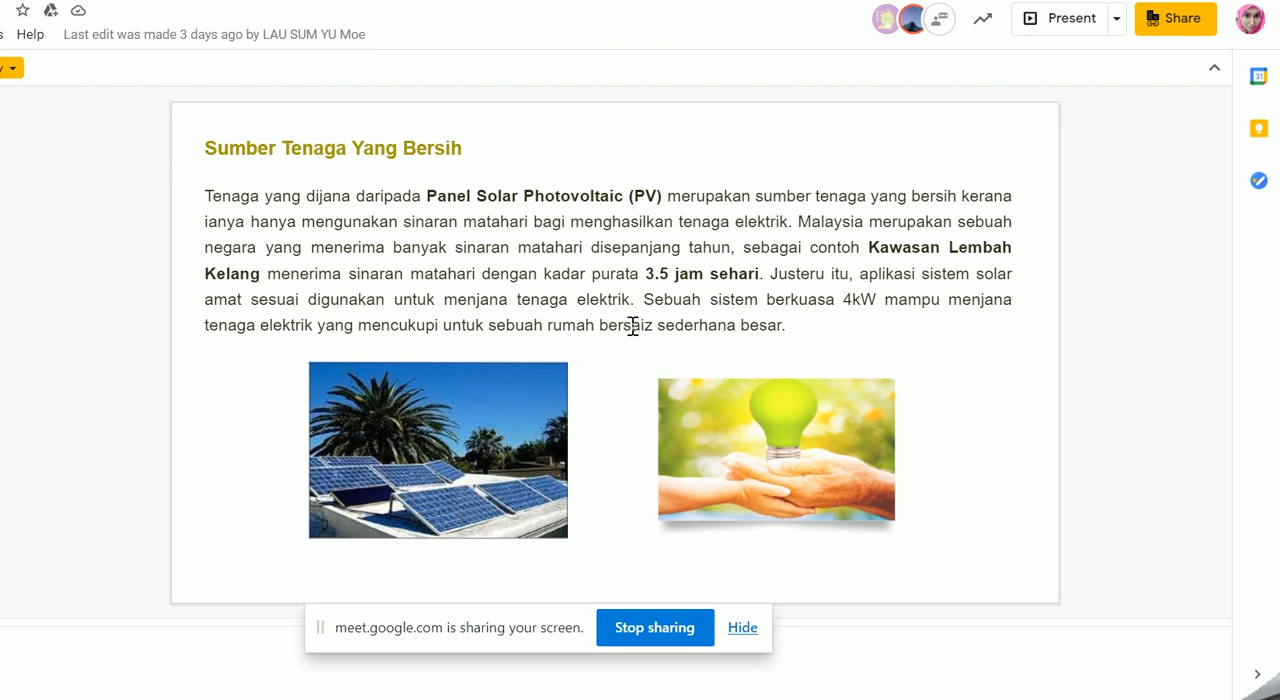 Present
Share
s Help Last edit was made 3 days ago by LAU SUM YU Moe
31
Sumber Tenaga Yang Bersih
Tenaga yang dijana daripada Panel Solar Photovoltaic (PV) merupakan sumber tenaga yang bersih kerana
ianya hanya mengunakan sinaran matahari bagi menghasilkan tenaga elektrik. Malaysia merupakan sebuah
negara yang menerima banyak sinaran matahari disepanjang tahun, sebagai contoh Kawasan Lembah
Kelang menerima sinaran matahari dengan kadar purata 3.5 jam sehari. Justeru itu, aplikasi sistem solar
amat sesuai digunakan untuk menjana tenaga elektrik. Sebuah sistem berkuasa 4kW mampu menjana
tenaga elektrik yang mencukupi untuk sebuah rumah bersaiz sederhana besar.
meet.google.com is sharing your screen. Stop sharing Hide